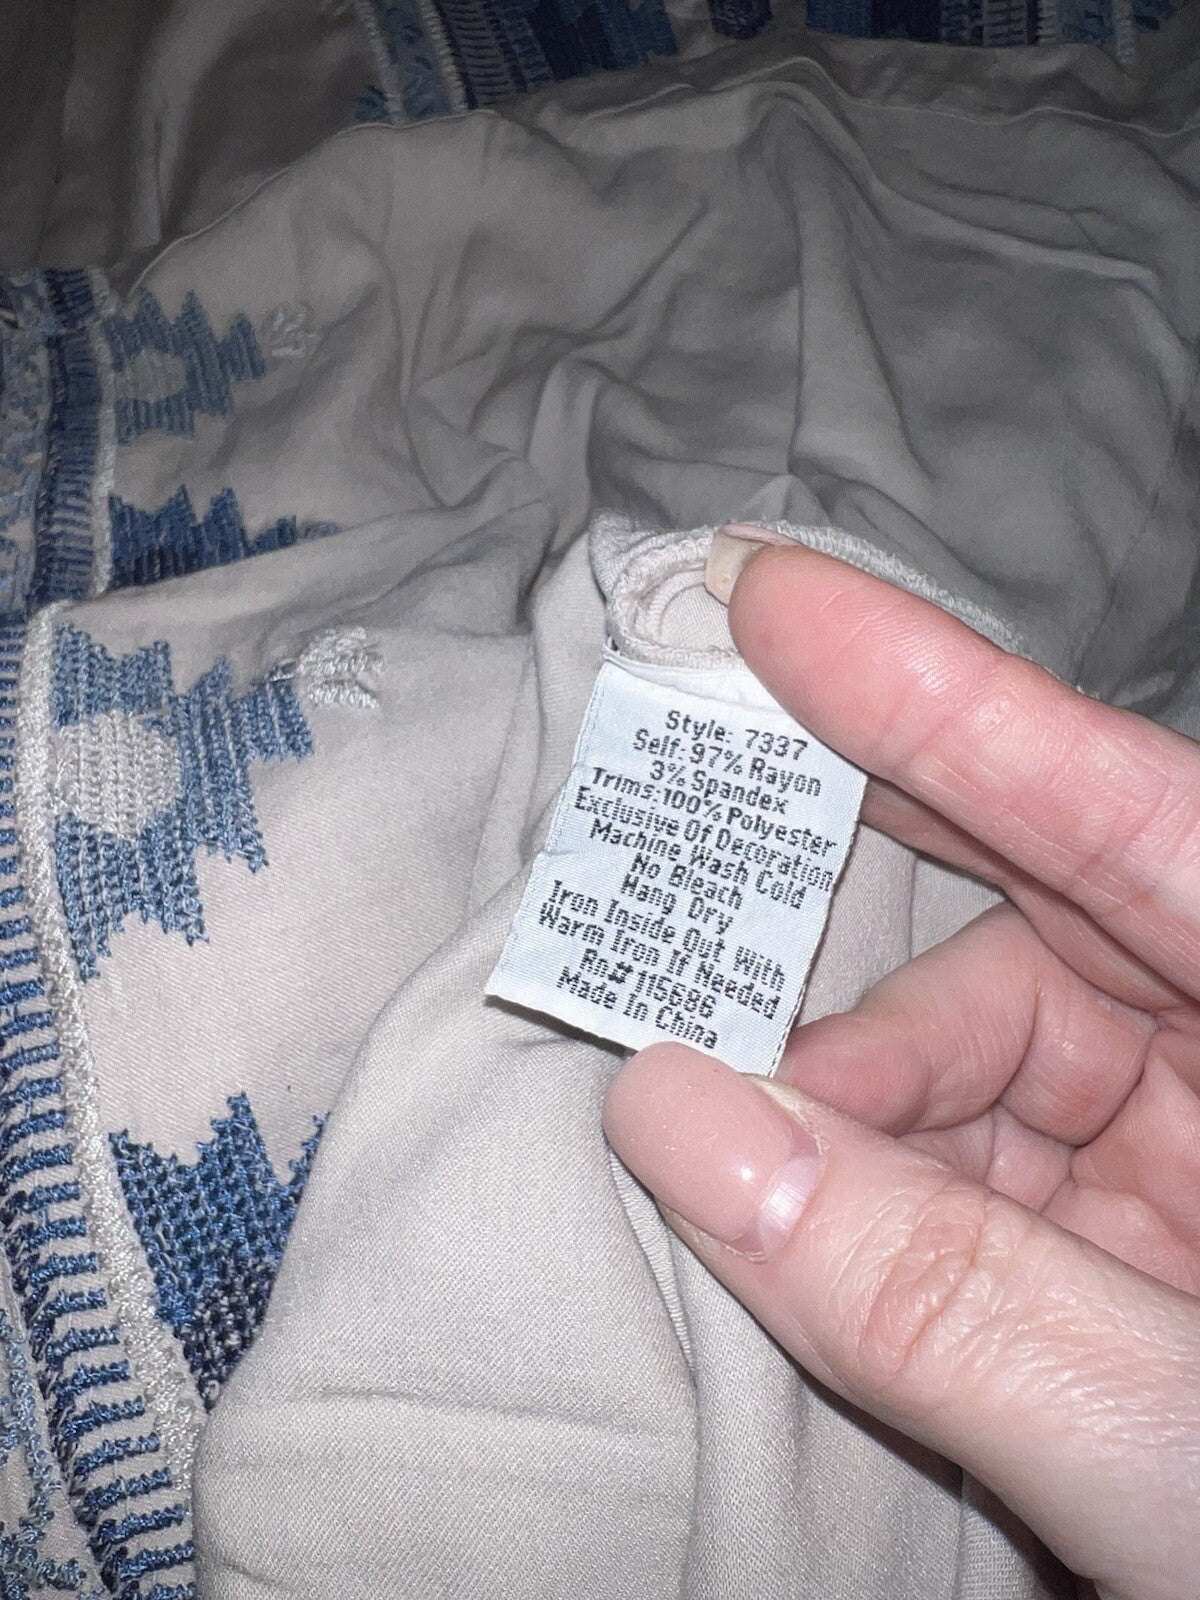 Style: 7337
Self: 97% Rayon
3% Spandex
Trims:100% Polyester
Exclusive Of Decoration
Machine Wash Cold
No Bleach
Hang Dry
Iron Inside Out With
Warm Iron If Needed
Rn# 115686
Made In China